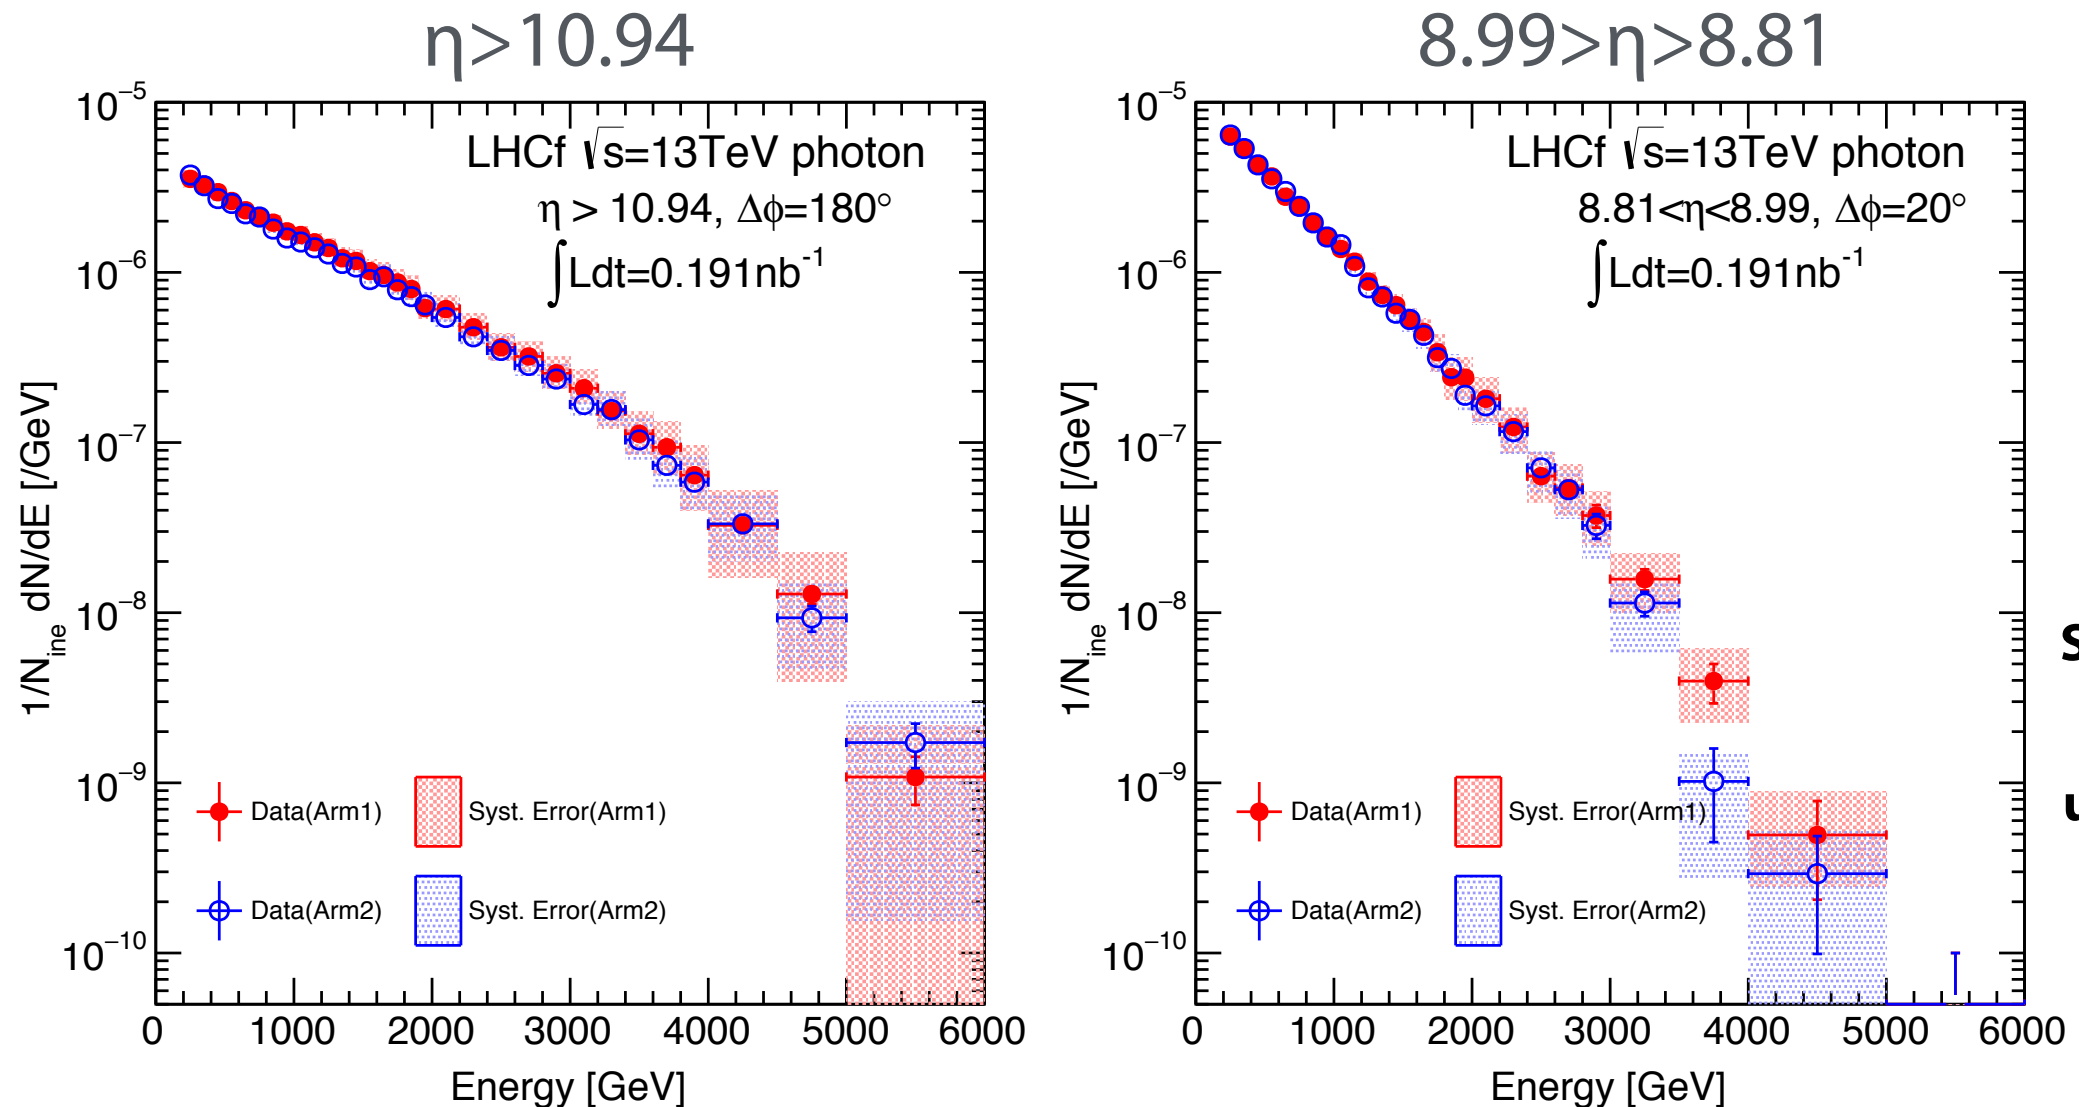 η>10.94
8.99>η>8.81
10⁻⁵
10⁻⁶
10⁻⁷
10⁻⁸
10⁻⁹
10⁻¹⁰
1/N_ine dN/dE [/GeV]
LHCf √s=13TeV photon
η > 10.94, Δϕ=180°
∫Ldt=0.191nb⁻¹
Data(Arm1)
Syst. Error(Arm1)
Data(Arm2)
Syst. Error(Arm2)
0 1000 2000 3000 4000 5000 6000
Energy [GeV]
10⁻⁵
10⁻⁶
10⁻⁷
10⁻⁸
10⁻⁹
10⁻¹⁰
1/N_ine dN/dE [/GeV]
LHCf √s=13TeV photon
8.81<η<8.99, Δϕ=20°
∫Ldt=0.191nb⁻¹
Data(Arm1)
Syst. Error(Arm1)
Data(Arm2)
Syst. Error(Arm2)
0 1000 2000 3000 4000 5000 6000
Energy [GeV]